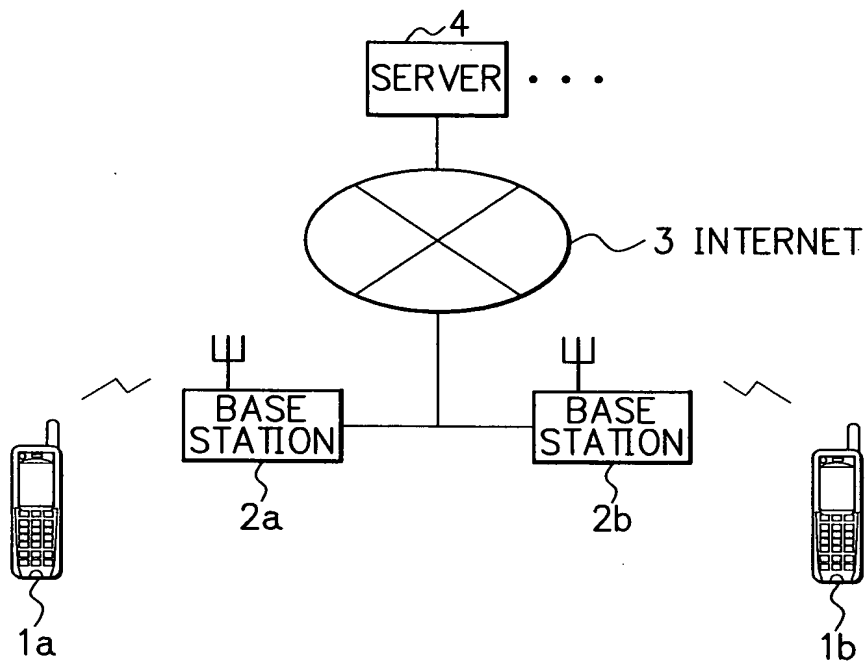 4
SERVER
3 INTERNET
BASE
STATION
BASE
STATION
2a
2b
1a
1b